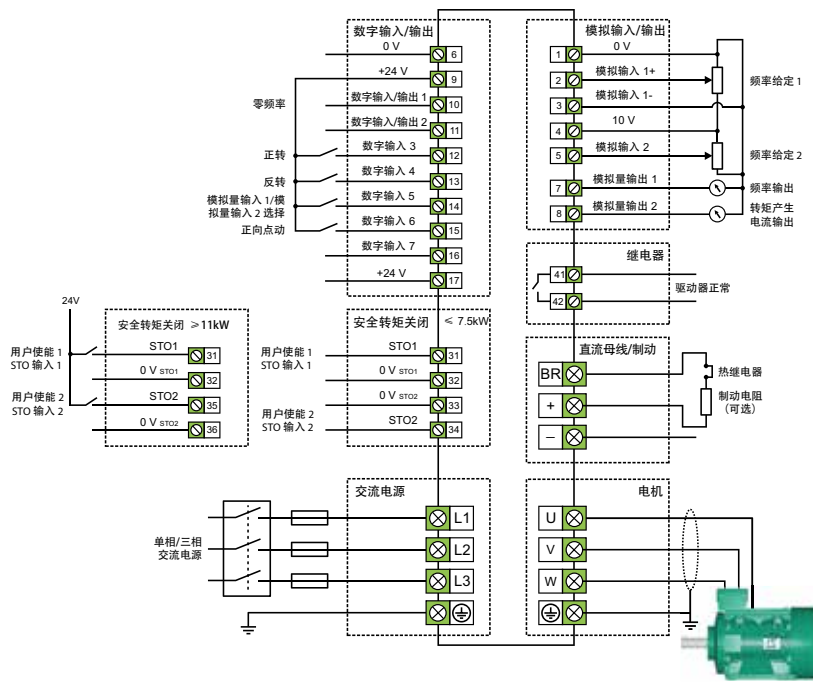 数字输入/输出
0 V
6
+24 V
9
零频率
数字输入/输出 1
10
数字输入/输出 2
11
正转
数字输入 3
12
反转
数字输入 4
13
模拟量输入 1/模
拟量输入 2 选择
数字输入 5
14
正向点动
数字输入 6
15
数字输入 7
16
+24 V
17
模拟输入/输出
1
0 V
2
模拟输入 1+
频率给定 1
3
模拟输入 1-
4
10 V
5
模拟输入 2
频率给定 2
7
模拟量输出 1
频率输出
8
模拟量输出 2
转矩产生
电流输出
继电器
41
42
驱动器正常
24V
安全转矩关闭 ≥11kW
用户使能 1
STO 输入 1
STO1
31
0 V STO1
32
用户使能 2
STO 输入 2
STO2
35
0 V STO2
36
安全转矩关闭 ≤ 7.5kW
用户使能 1
STO 输入 1
STO1
31
0 V STO1
32
0 V STO2
33
用户使能 2
STO 输入 2
STO2
34
直流母线/制动
BR
+
−
热继电器
制动电阻
(可选)
交流电源
单相/三相
交流电源
L1
L2
L3
电机
U
V
W